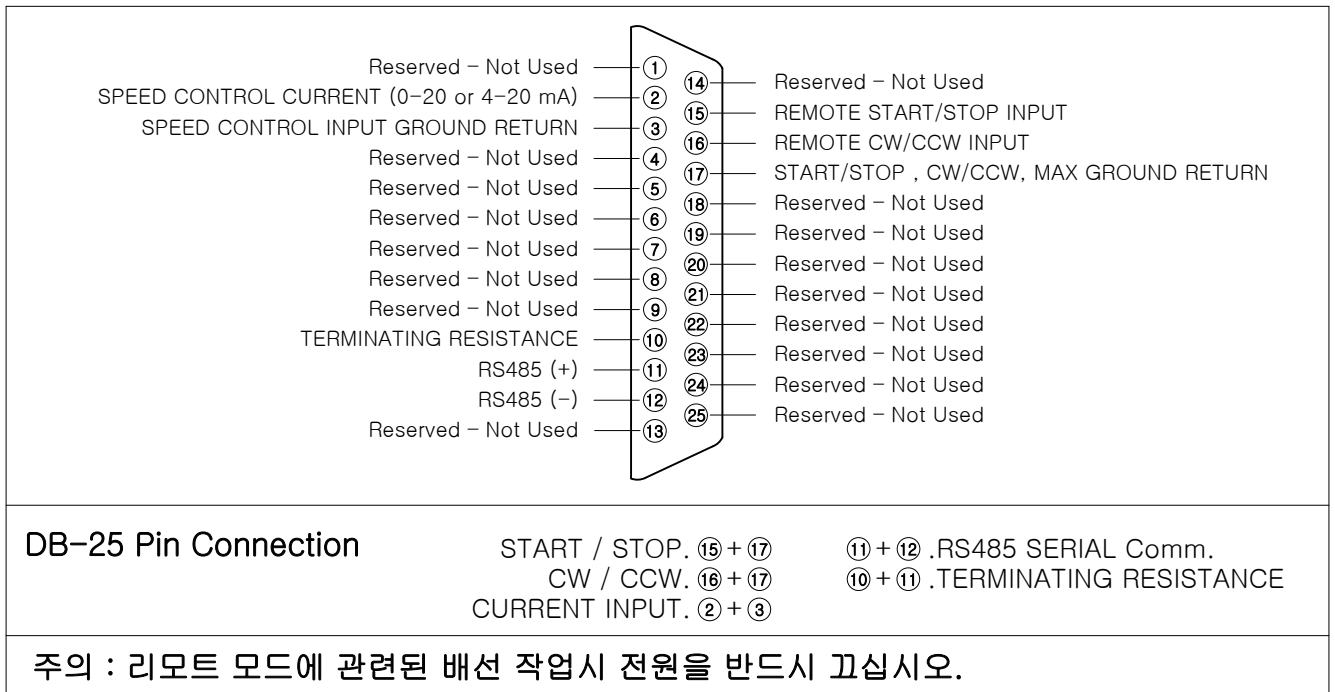 Reserved – Not Used ①
SPEED CONTROL CURRENT (0–20 or 4–20 mA) ②
SPEED CONTROL INPUT GROUND RETURN ③
Reserved – Not Used ④
Reserved – Not Used ⑤
Reserved – Not Used ⑥
Reserved – Not Used ⑦
Reserved – Not Used ⑧
Reserved – Not Used ⑨
TERMINATING RESISTANCE ⑩
RS485 (+) ⑪
RS485 (–) ⑫
Reserved – Not Used ⑬
⑭ Reserved – Not Used
⑮ REMOTE START/STOP INPUT
⑯ REMOTE CW/CCW INPUT
⑰ START/STOP , CW/CCW, MAX GROUND RETURN
⑱ Reserved – Not Used
⑲ Reserved – Not Used
⑳ Reserved – Not Used
㉑ Reserved – Not Used
㉒ Reserved – Not Used
㉓ Reserved – Not Used
㉔ Reserved – Not Used
㉕ Reserved – Not Used
DB–25 Pin Connection
START / STOP. ⑮+⑰
CW / CCW. ⑯+⑰
CURRENT INPUT. ②+③
⑪+⑫ .RS485 SERIAL Comm.
⑩+⑪ .TERMINATING RESISTANCE
주의 : 리모트 모드에 관련된 배선 작업시 전원을 반드시 끄십시오.